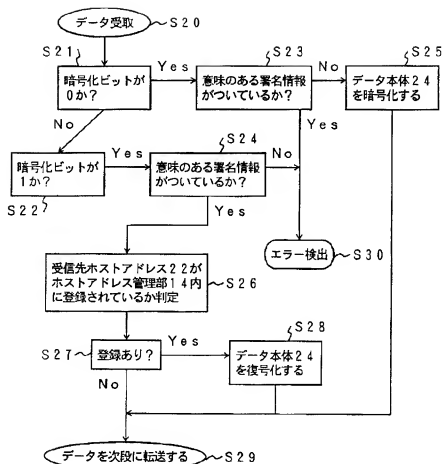 データ受取
S20
S21
暗号化ビットが
0か？
Yes
S23
意味のある署名情報
がついているか？
No
S25
データ本体24
を暗号化する
No
Yes
暗号化ビットが
1か？
S22
Yes
S24
意味のある署名情報
がついているか？
No
Yes
エラー検出
S30
受信先ホストアドレス22が
ホストアドレス管理部14内
に登録されているか判定
S26
S27
登録あり？
Yes
S28
データ本体24
を復号化する
No
データを次段に転送する
S29